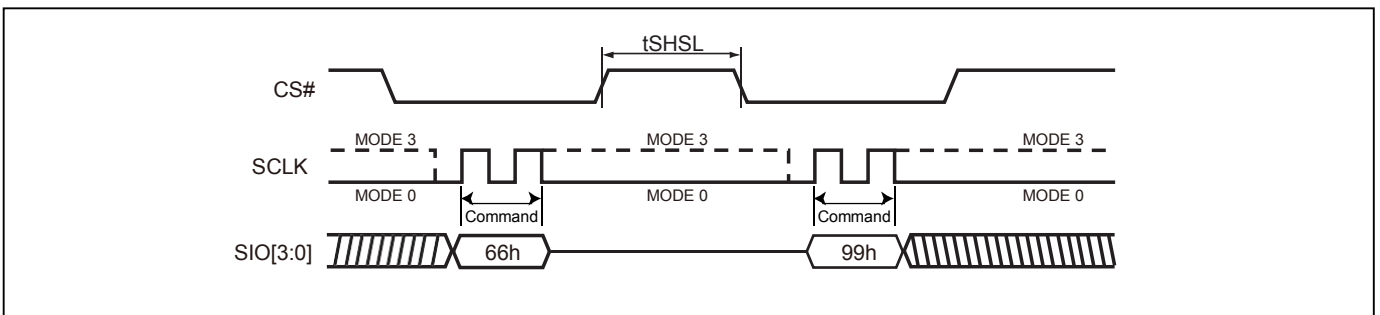 tSHSL
CS#
MODE 3 MODE 3 MODE 3
SCLK
MODE 0 MODE 0 MODE 0
Command Command
SIO[3:0] 66h 99h